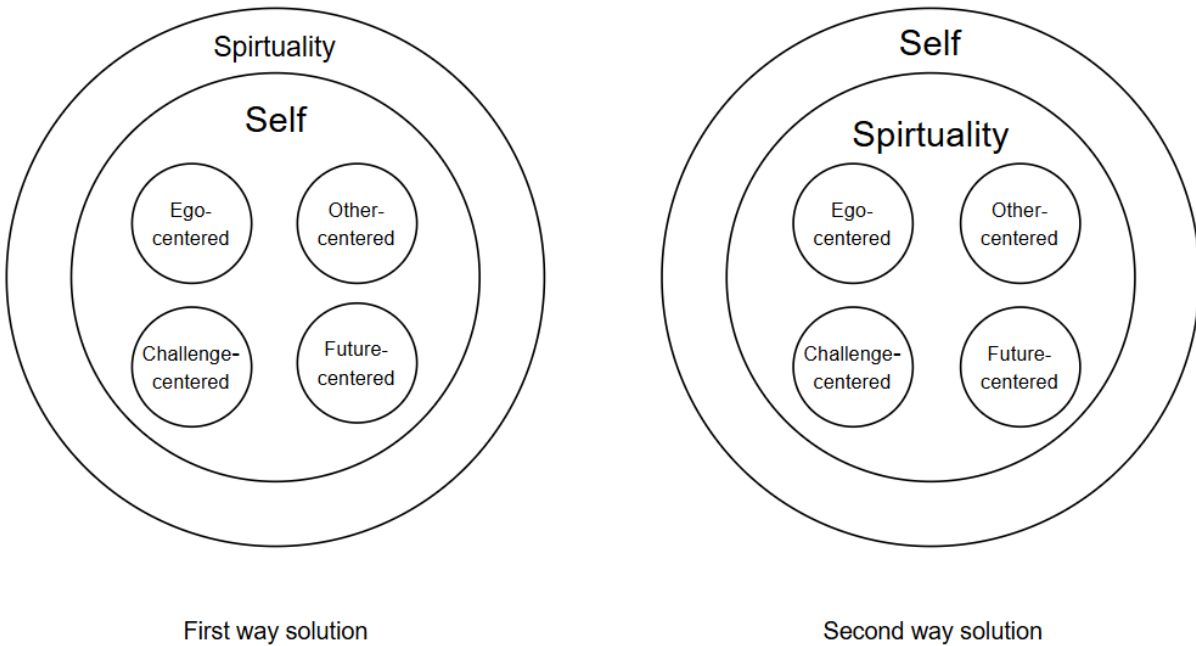 Spirtuality
Self
Ego-
centered
Other-
centered
Challenge-
centered
Future-
centered
First way solution
Self
Spirtuality
Ego-
centered
Other-
centered
Challenge-
centered
Future-
centered
Second way solution